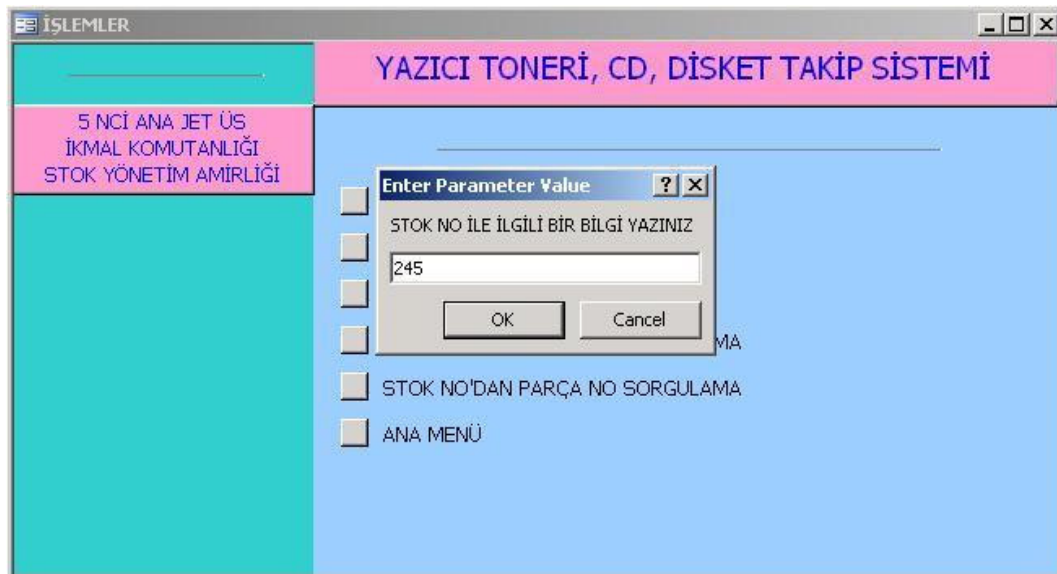 İŞLEMLER
YAZICI TONERİ, CD, DİSKET TAKİP SİSTEMİ
5 NCİ ANA JET ÜS
İKMAL KOMUTANLIĞI
STOK YÖNETİM AMİRLİĞİ
Enter Parameter Value
STOK NO İLE İLGİLİ BİR BİLGİ YAZINIZ
245
OK Cancel
MA
STOK NO'DAN PARÇA NO SORGULAMA
ANA MENÜ